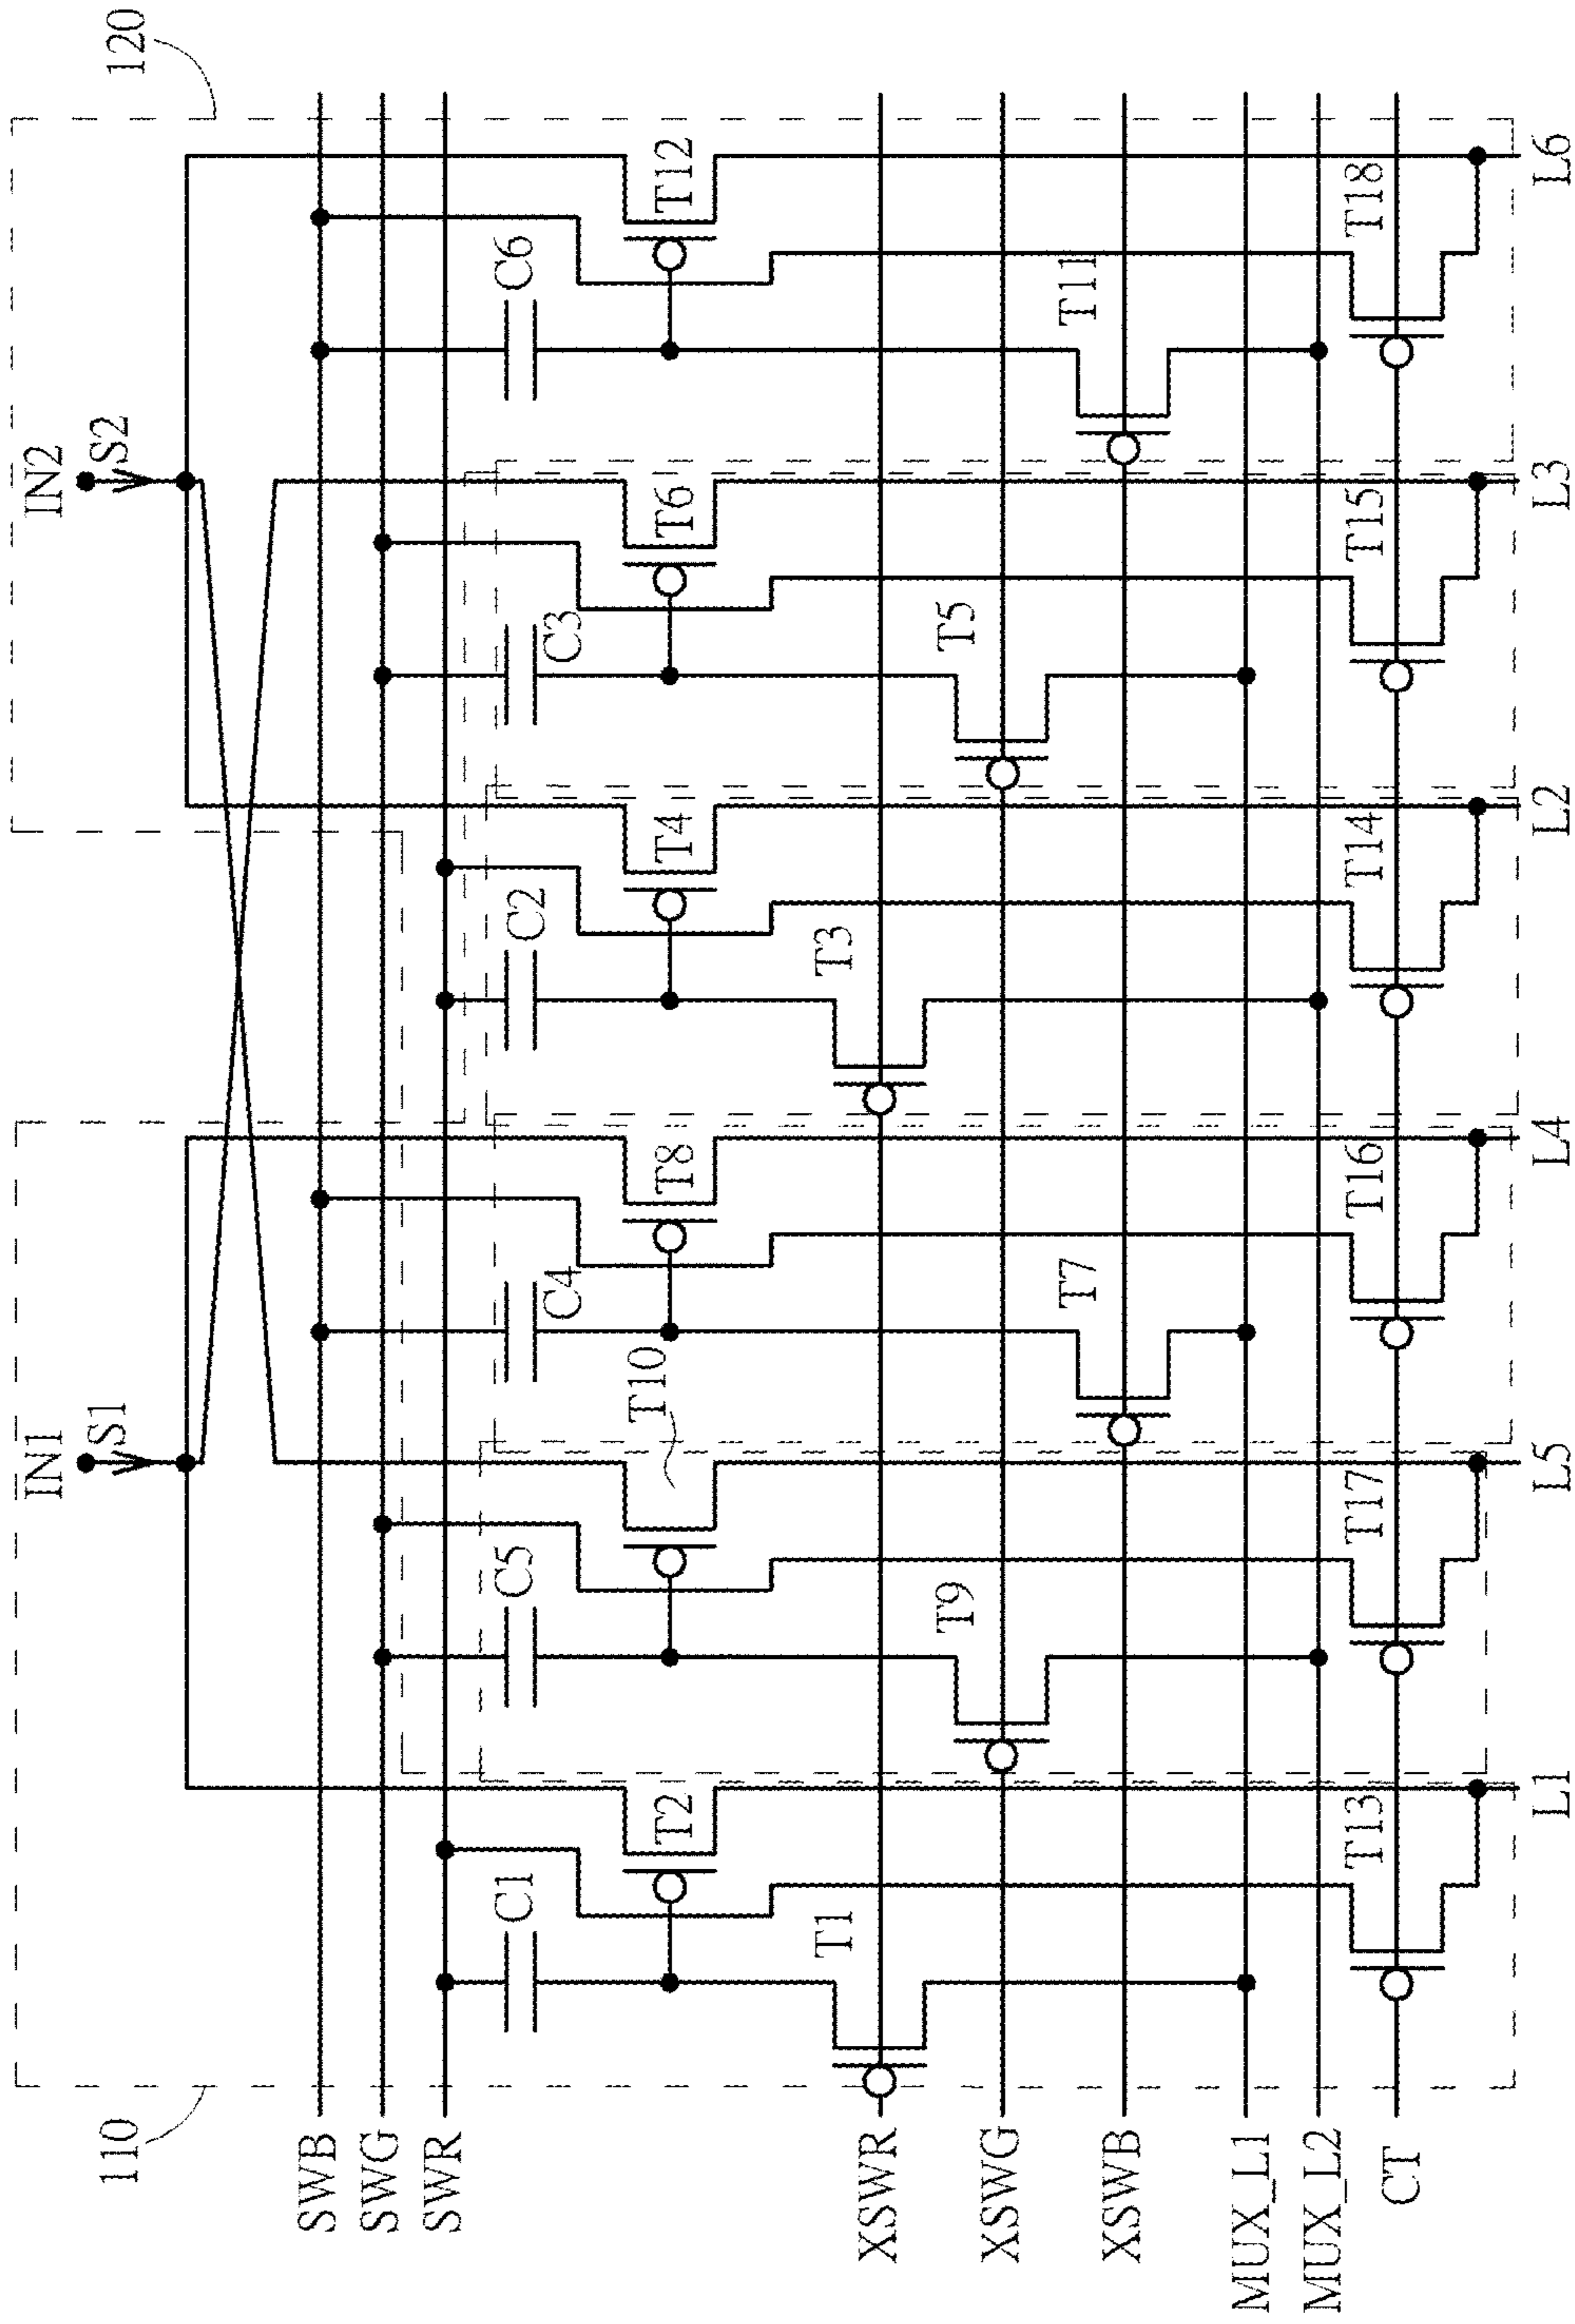 120
IN2
S2
IN1
S1
110
SWB
SWG
SWR
C1
T2
C5
T10
C4
T8
C2
T4
C3
T6
C6
T12
XSWR
T1
T3
XSWG
T9
T5
XSWB
T7
T11
MUX_L1
MUX_L2
CT
T13
T17
T16
T14
T15
T18
L1
L5
L4
L2
L3
L6